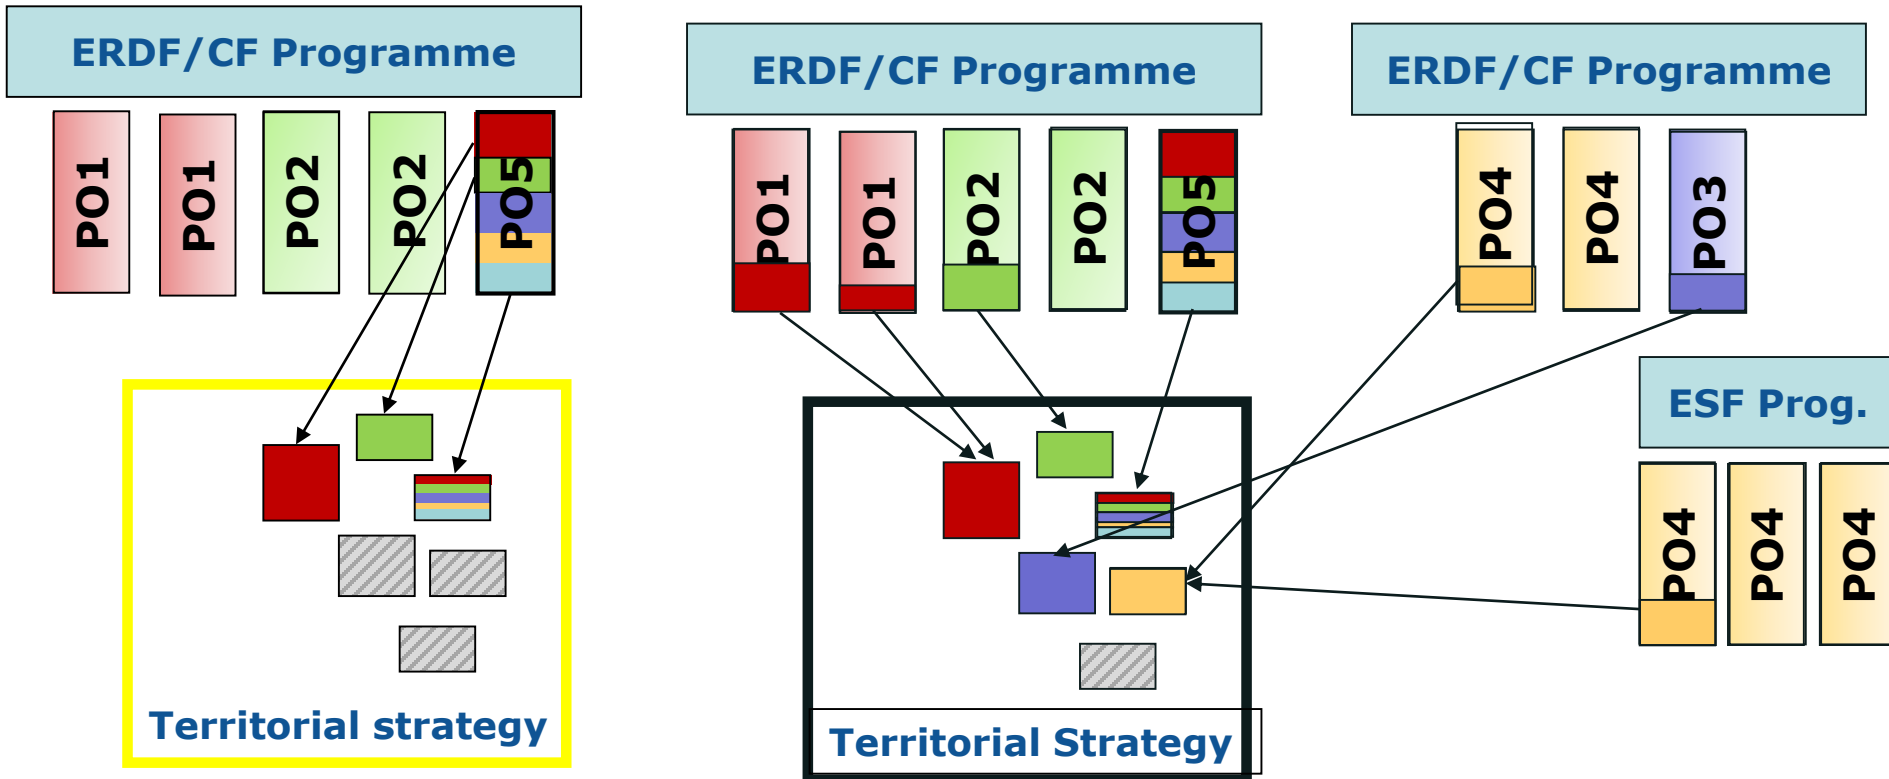 ERDF/CF Programme
PO1
PO1
PO2
PO2
PO5
Territorial strategy
ERDF/CF Programme
PO1
PO1
PO2
PO2
PO5
Territorial Strategy
ERDF/CF Programme
PO4
PO4
PO3
ESF Prog.
PO4
PO4
PO4